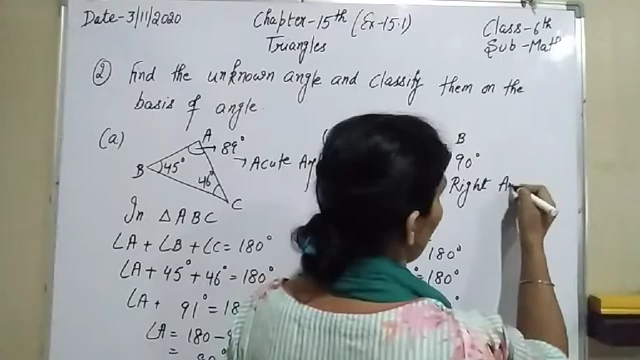 Date-3/11/2020
Chapter-15th (Ex-15.1)
Triangles
Class-6th
Sub-Math
② Find the unknown angle and classify them on the
basis of angle.
(a)
A
89°
B
45°
46°
C
→ Acute
In △ABC
∠A + ∠B + ∠C = 180°
∠A + 45° + 46° = 180°
∠A + 91° = 18
∠A = 180-
=
B
90°
Right An
180°
=180°